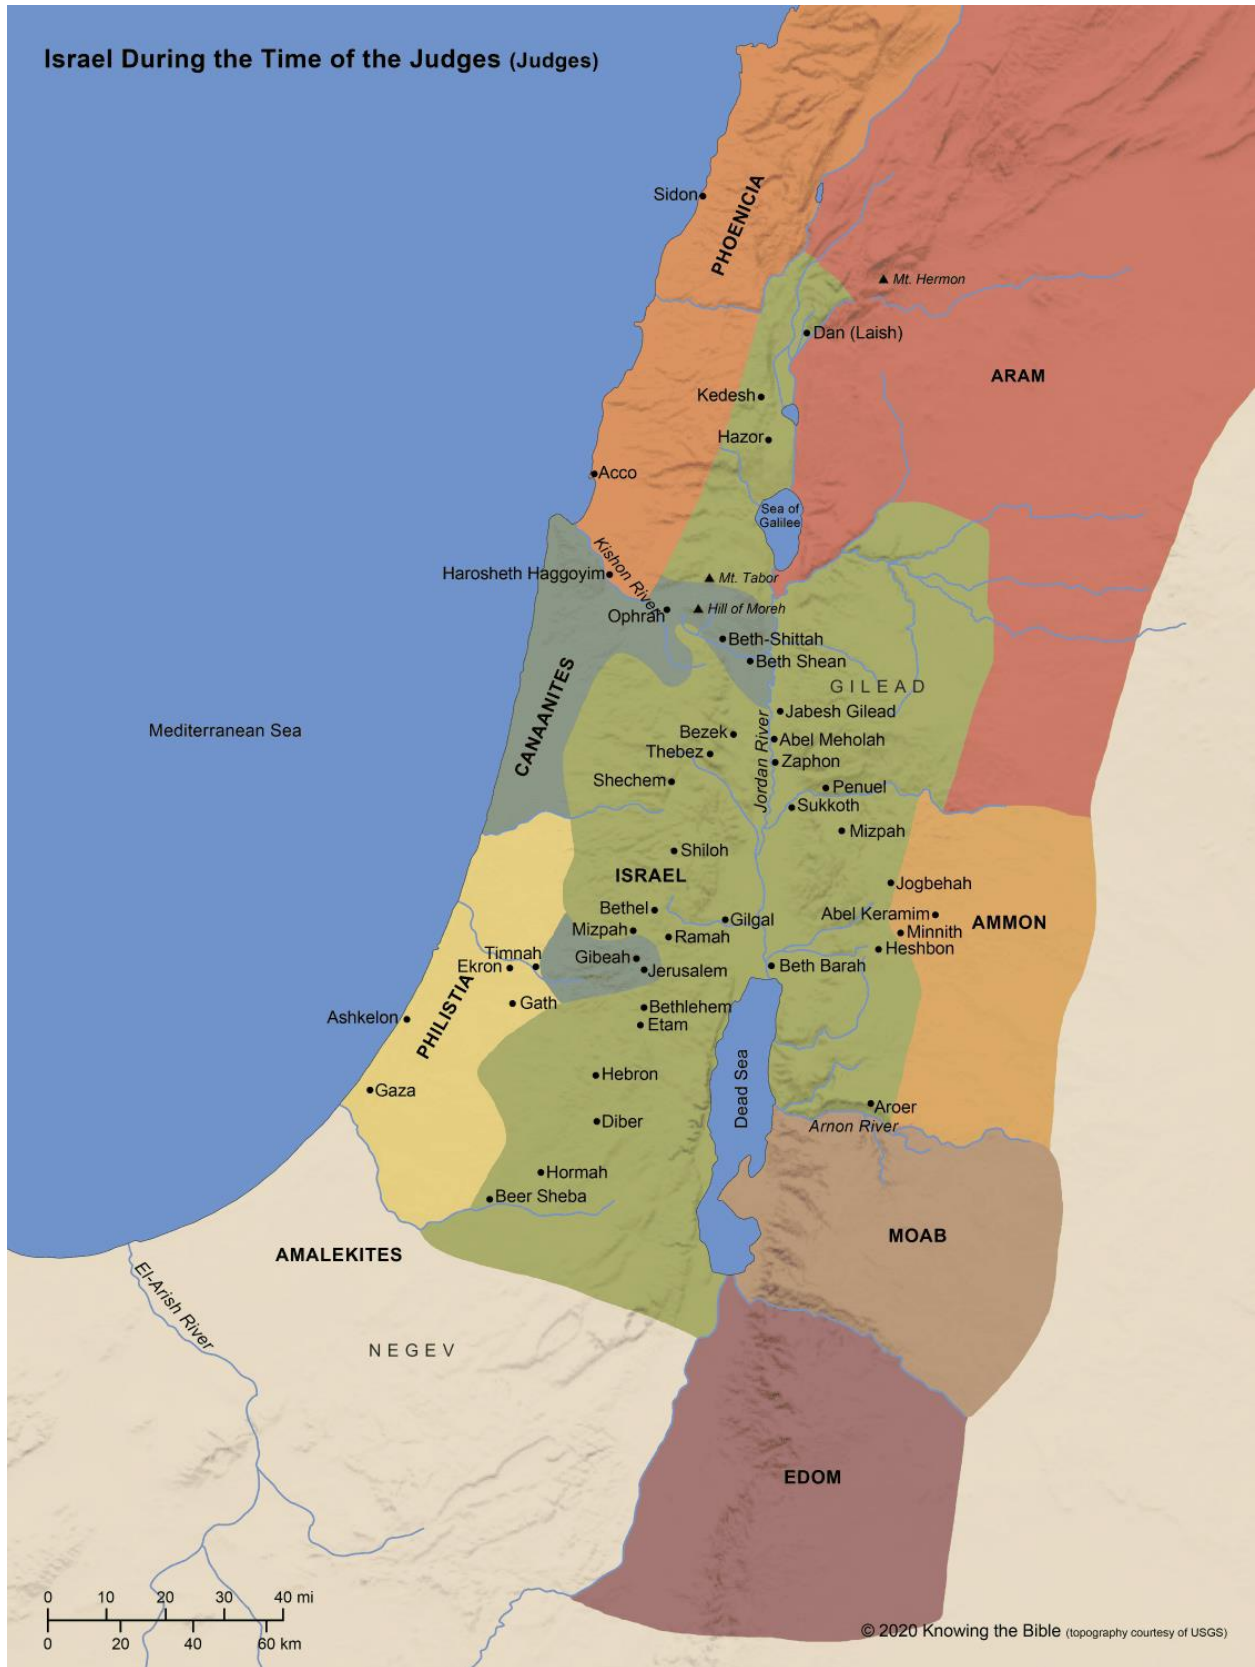 Israel During the Time of the Judges (Judges)
Sidon
PHOENICIA
Mt. Hermon
Dan (Laish)
ARAM
Kedesh
Hazor
Acco
Sea of
Galilee
Kishon River
Harosheth Haggoyim
Mt. Tabor
Ophrah
Hill of Moreh
Beth-Shittah
Beth Shean
CANAANITES
GILEAD
Jabesh Gilead
Mediterranean Sea
Bezek
Jordan River
Abel Meholah
Thebez
Zaphon
Shechem
Penuel
Sukkoth
Mizpah
Shiloh
ISRAEL
Jogbehah
Bethel
Gilgal
Abel Keramim
AMMON
Mizpah
Ramah
Minnith
Heshbon
Timnah
Gibeah
Ekron
Jerusalem
Beth Barah
PHILISTIA
Gath
Bethlehem
Ashkelon
Etam
Hebron
Dead Sea
Gaza
Diber
Aroer
Arnon River
Hormah
Beer Sheba
MOAB
AMALEKITES
El-Arish River
NEGEV
EDOM
0 10 20 30 40 mi
0 20 40 60 km
© 2020 Knowing the Bible (topography courtesy of USGS)